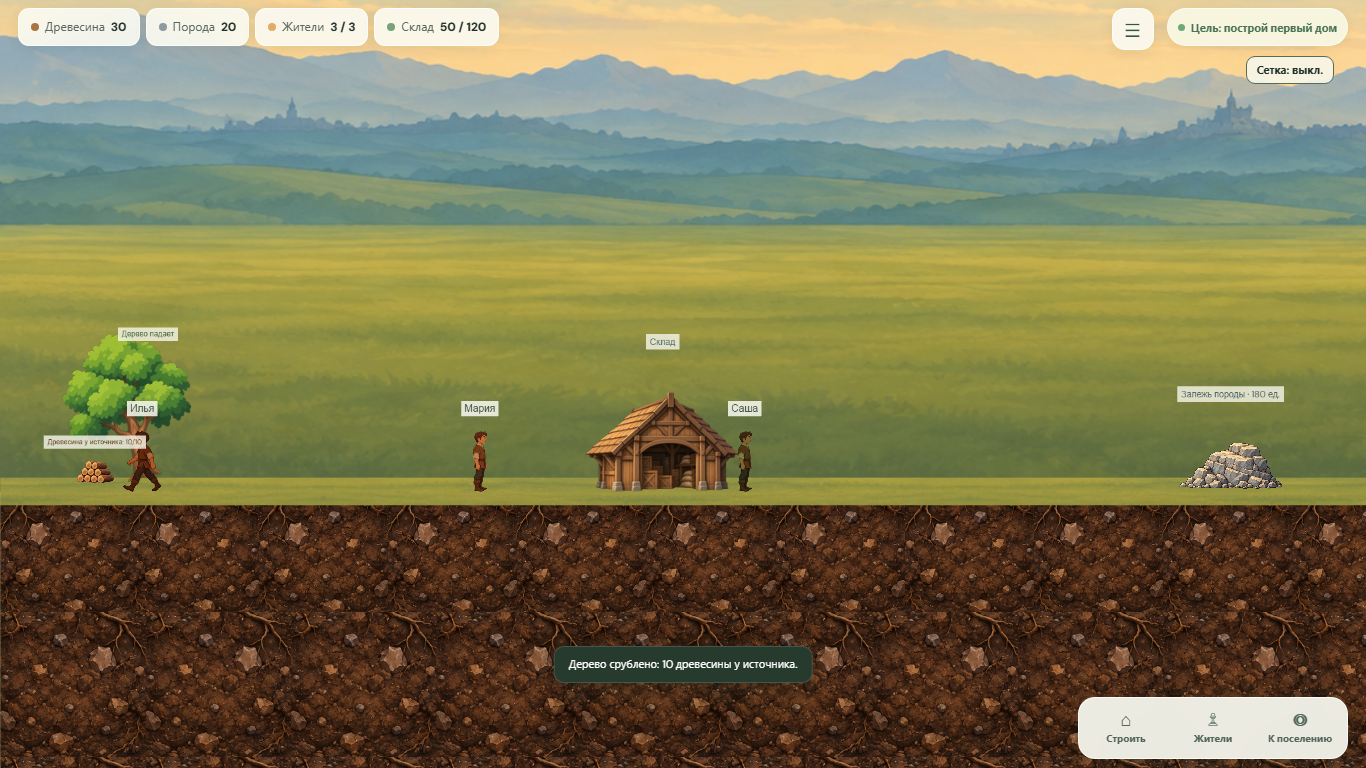 Древесина 30
Порода 20
Жители 3 / 3
Склад 50 / 120
Цель: построй первый дом
Сетка: выкл.
Дерево падает
Склад
Залежь породы · 180 ед.
Илья
Мария
Саша
Древесина у источника· 10/10
Дерево срублено: 10 древесины у источника.
Строить
Жители
К поселению